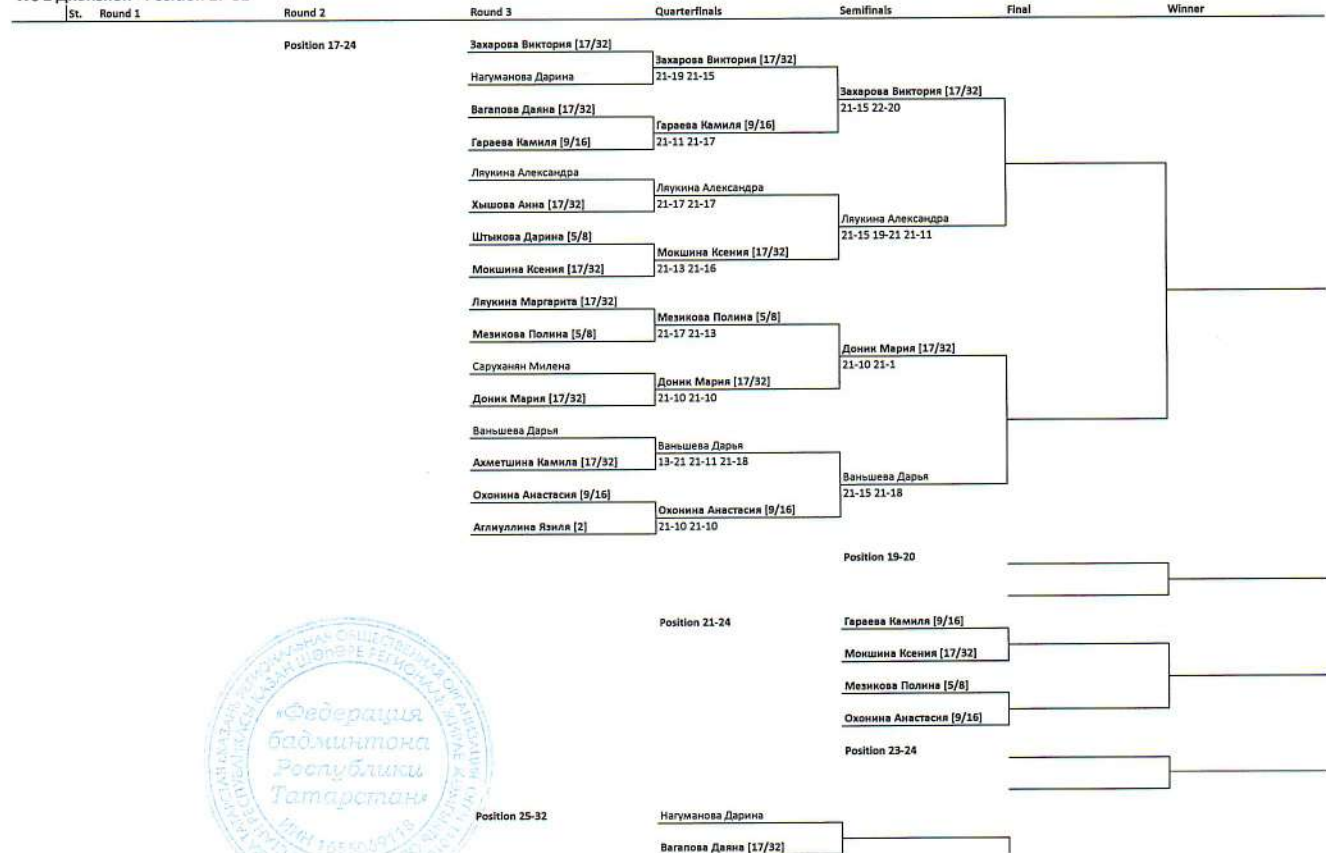 St. Round 1 Round 2 Round 3 Quarterfinals Semifinals Final Winner
Position 17-24
Захарова Виктория [17/32]
Захарова Виктория [17/32]
Нагуманова Дарина
21-19 21-15
Захарова Виктория [17/32]
21-15 22-20
Вагапова Даяна [17/32]
Гараева Камиля [9/16]
Гараева Камиля [9/16]
21-11 21-17
Ляукина Александра
Ляукина Александра
Хышова Анна [17/32]
21-17 21-17
Ляукина Александра
21-15 19-21 21-11
Штыкова Дарина [5/8]
Мокшина Ксения [17/32]
Мокшина Ксения [17/32]
21-13 21-16
Ляукина Маргарита [17/32]
Мезикова Полина [5/8]
Мезикова Полина [5/8]
21-17 21-13
Доник Мария [17/32]
21-10 21-1
Саруханян Милена
Доник Мария [17/32]
Доник Мария [17/32]
21-10 21-10
Ваньшева Дарья
Ваньшева Дарья
Ахметшина Камила [17/32]
13-21 21-11 21-18
Ваньшева Дарья
21-15 21-18
Охонина Анастасия [9/16]
Охонина Анастасия [9/16]
Аглиуллина Язиля [2]
21-10 21-10
Position 19-20
Position 21-24
Гараева Камиля [9/16]
Мокшина Ксения [17/32]
Мезикова Полина [5/8]
Охонина Анастасия [9/16]
Position 23-24
«Федерация
бадминтона
Республики
Татарстан»
Position 25-32
Нагуманова Дарина
Вагапова Даяна [17/32]